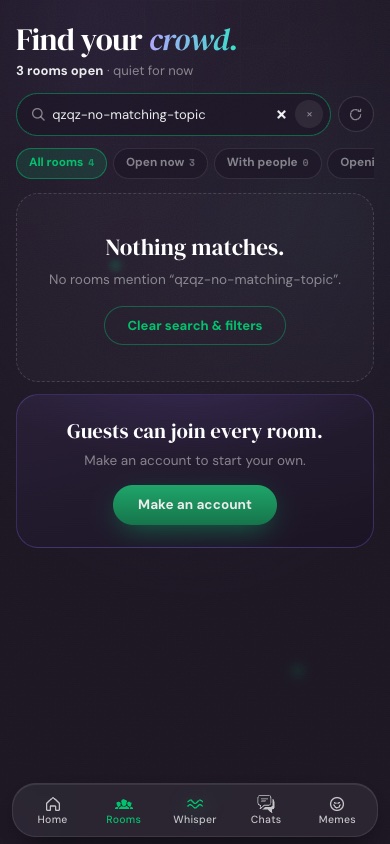 Find your crowd.
3 rooms open · quiet for now
qzqz-no-matching-topic
All rooms 4 Open now 3 With people 0 Openi
Nothing matches.
No rooms mention “qzqz-no-matching-topic”.
Clear search & filters
Guests can join every room.
Make an account to start your own.
Make an account
Home Rooms Whisper Chats Memes